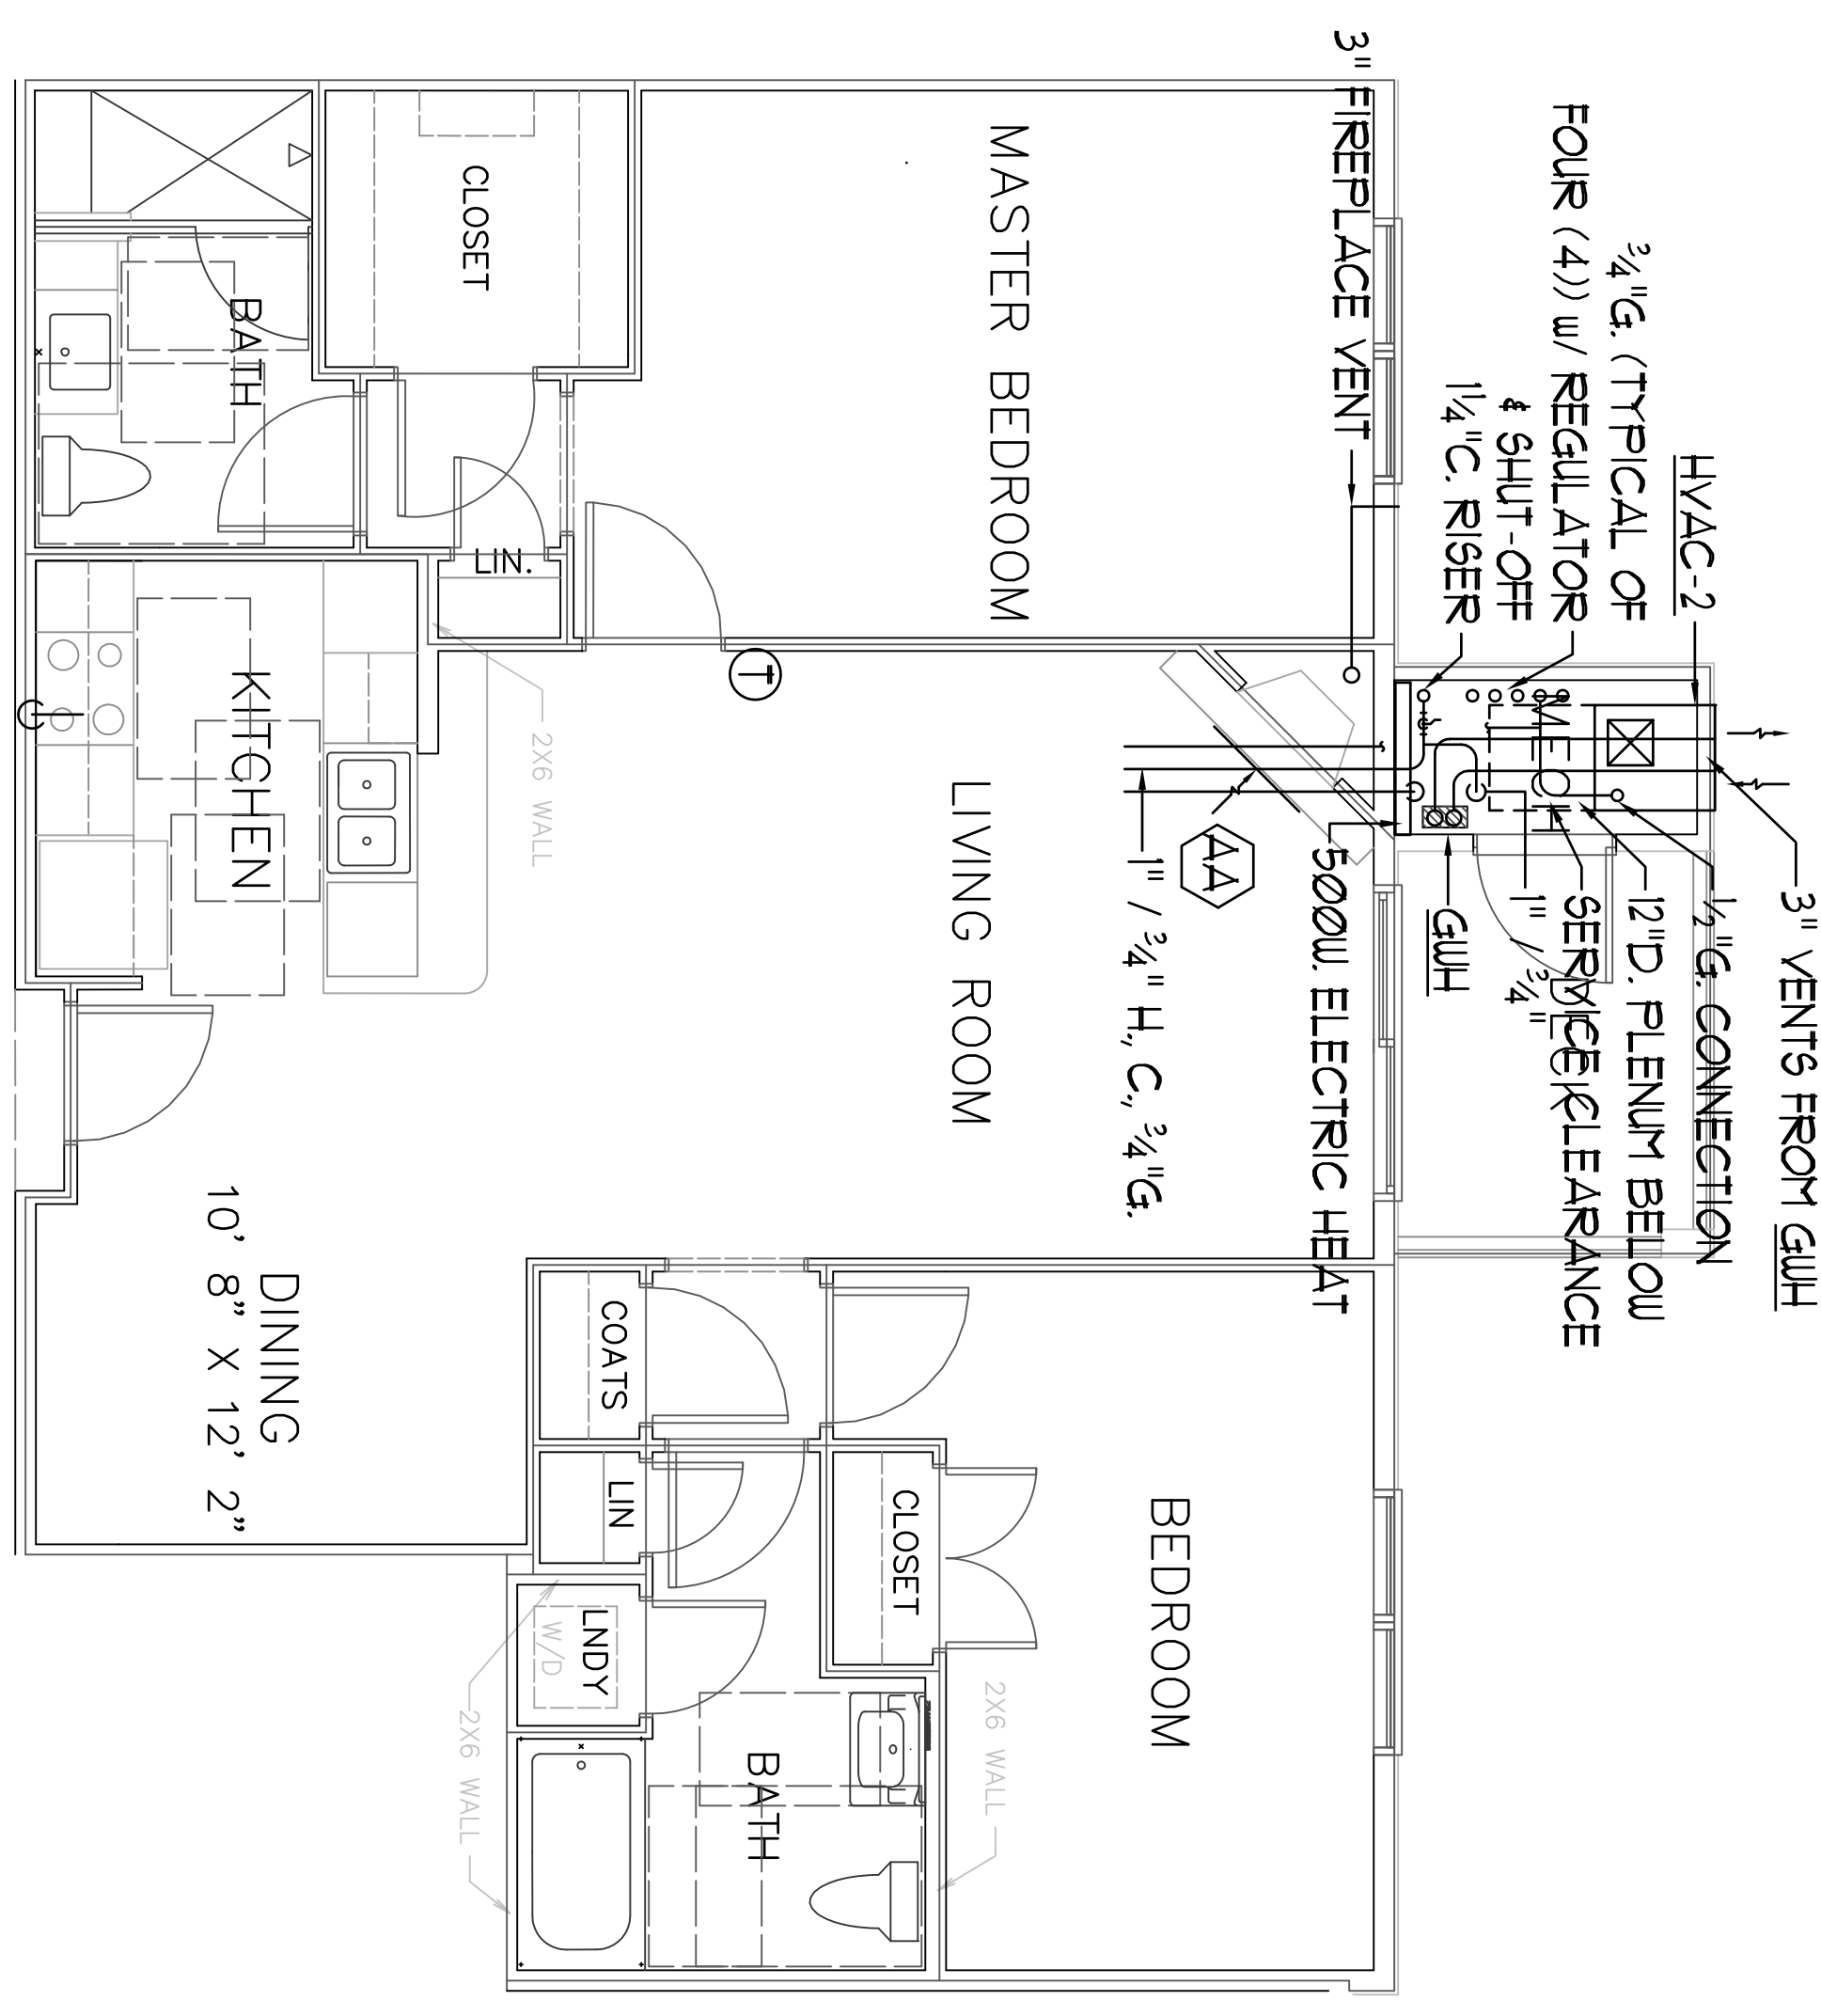 3" VENTS FROM GWH
½"G. CONNECTION
12"D. PLENUM BELOW
SERVICE CLEARANCE
1" / ¾"
GWH
HVAC-2
¾"G. (TYPICAL OF
FOUR (4)) w/ REGULATOR
& SHUT-OFF
1¼"C. RISER
MECH
DECK
3" FIREPLACE VENT
500W. ELECTRIC HEAT
AA
1" / ¾" H., C., ¾"G.
MASTER BEDROOM
LIVING ROOM
BEDROOM
2X6 WALL
CLOSET
BATH
T
COATS
LIN
LNDY
W/D
2X6 WALL
CLOSET
LIN.
2X6 WALL
BATH
KITCHEN
C
DINING
10' 8" X 12' 2"